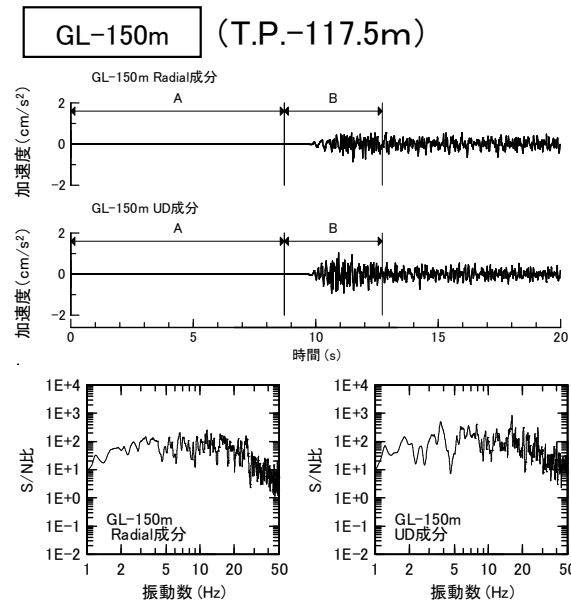 GL-150m (T.P.-117.5m)
GL-150m Radial成分
A B
加速度(cm/s²)
2
0
-2
GL-150m UD成分
A B
加速度(cm/s²)
2
0
-2
0 5 10 15 20
時間(s)
S/N比
1E+4
1E+3
1E+2
1E+1
1E+0
1E−1
1E−2
GL-150m
Radial成分
1 2 5 10 20 50
振動数(Hz)
S/N比
1E+4
1E+3
1E+2
1E+1
1E+0
1E−1
1E−2
GL-150m
UD成分
1 2 5 10 20 50
振動数(Hz)